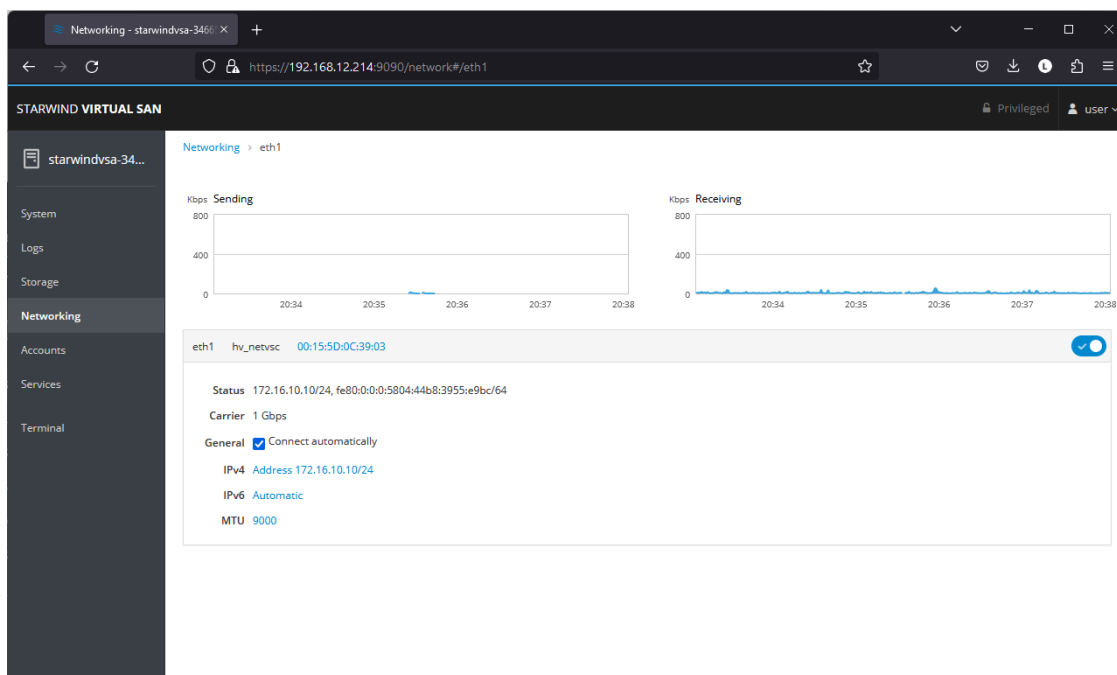 Networking - starwindvsa-3466
https://192.168.12.214:9090/network#/eth1
L
STARWIND VIRTUAL SAN
Privileged
user
starwindvsa-34...
System
Logs
Storage
Networking
Accounts
Services
Terminal
Networking > eth1
Kbps Sending
800
400
0
20:34 20:35 20:36 20:37 20:38
Kbps Receiving
800
400
0
20:34 20:35 20:36 20:37 20:38
eth1 hv_netvsc 00:15:5D:0C:39:03
Status 172.16.10.10/24, fe80:0:0:0:5804:44b8:3955:e9bc/64
Carrier 1 Gbps
General Connect automatically
IPv4 Address 172.16.10.10/24
IPv6 Automatic
MTU 9000